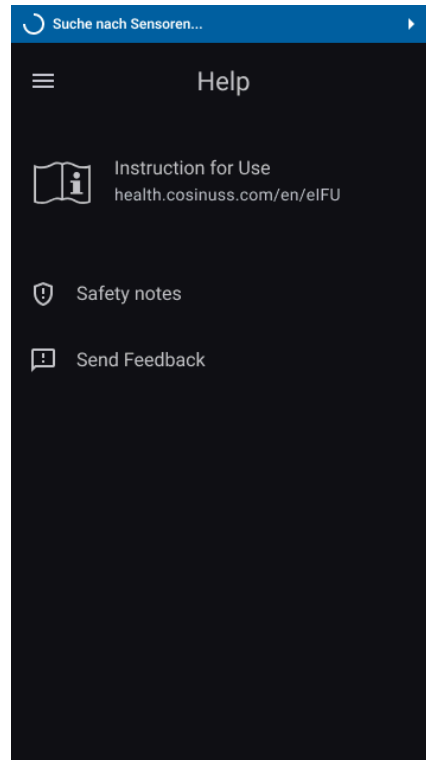 Suche nach Sensoren...
Help
Instruction for Use
health.cosinuss.com/en/eIFU
Safety notes
Send Feedback